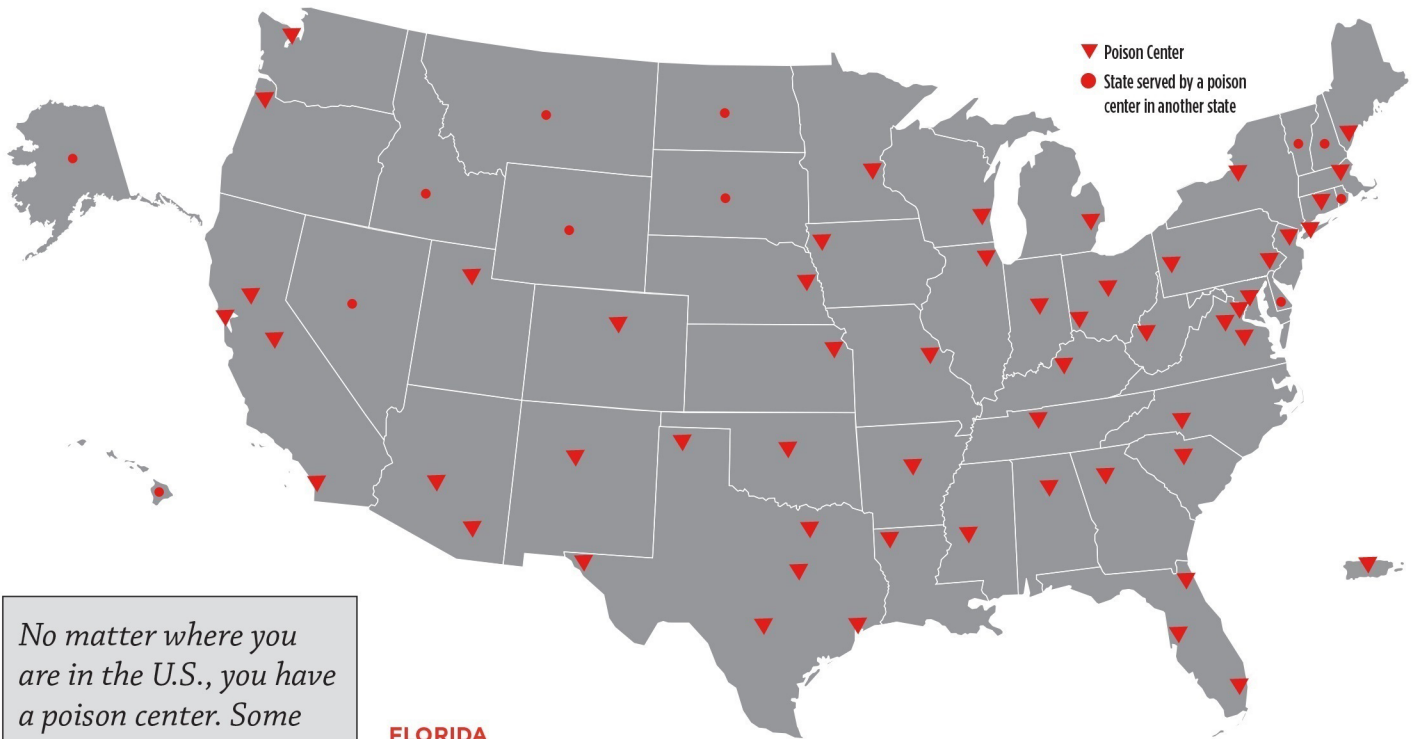 Poison Center
State served by a poison
center in another state
No matter where you
are in the U.S., you have
a poison center. Some
FLORIDA